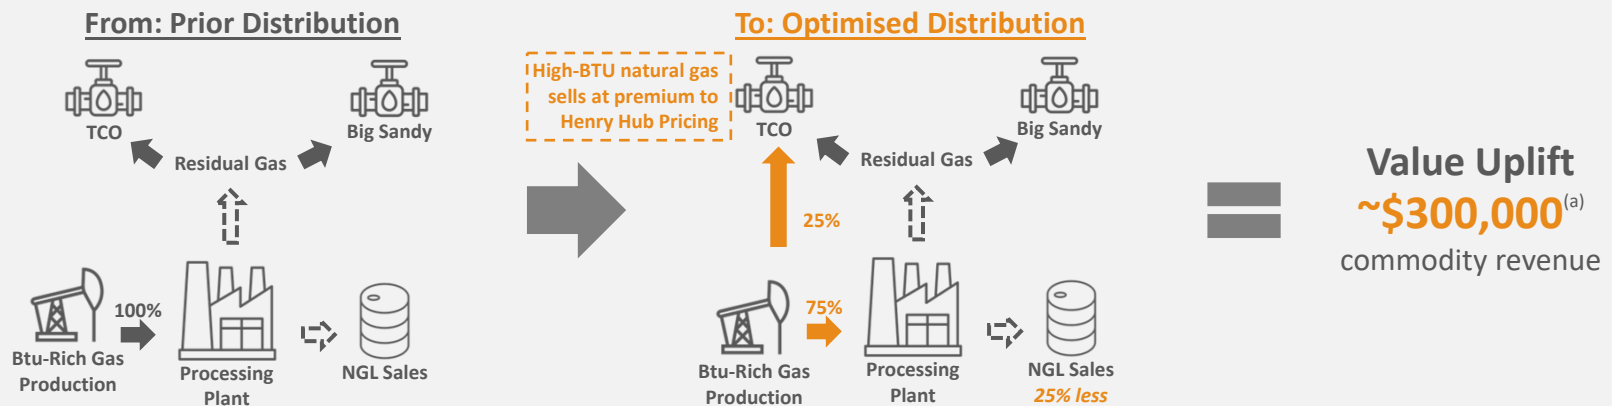 From: Prior Distribution
TCO
Big Sandy
Residual Gas
100%
Btu-Rich Gas
Production
Processing
Plant
NGL Sales
To: Optimised Distribution
High-BTU natural gas
sells at premium to
Henry Hub Pricing
TCO
Big Sandy
Residual Gas
25%
75%
Btu-Rich Gas
Production
Processing
Plant
NGL Sales
25% less
Value Uplift
~$300,000(a)
commodity revenue